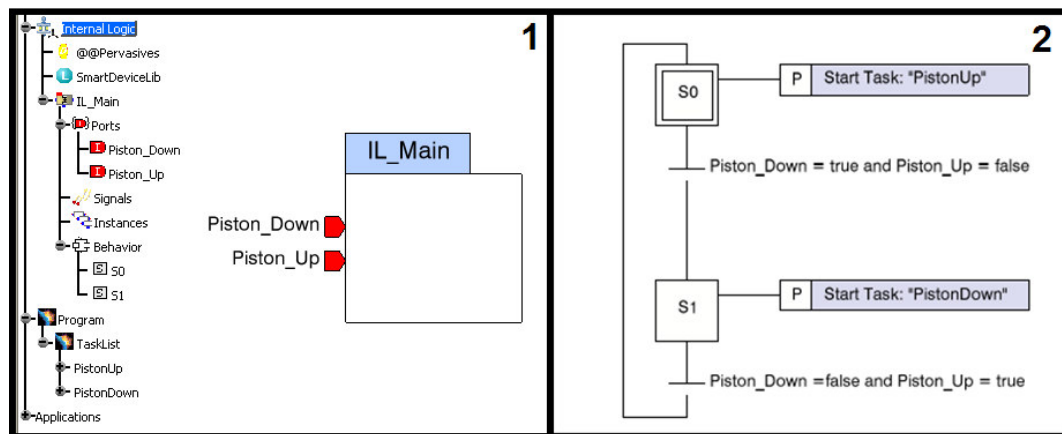 1
Internal Logic
@@Pervasives
L SmartDeviceLib
IL_Main
Ports
I Piston_Down
I Piston_Up
Signals
Instances
Behavior
S S0
S S1
Program
TaskList
PistonUp
PistonDown
Applications
IL_Main
Piston_Down
Piston_Up
2
S0
P Start Task: "PistonUp"
Piston_Down = true and Piston_Up = false
S1
P Start Task: "PistonDown"
Piston_Down =false and Piston_Up = true